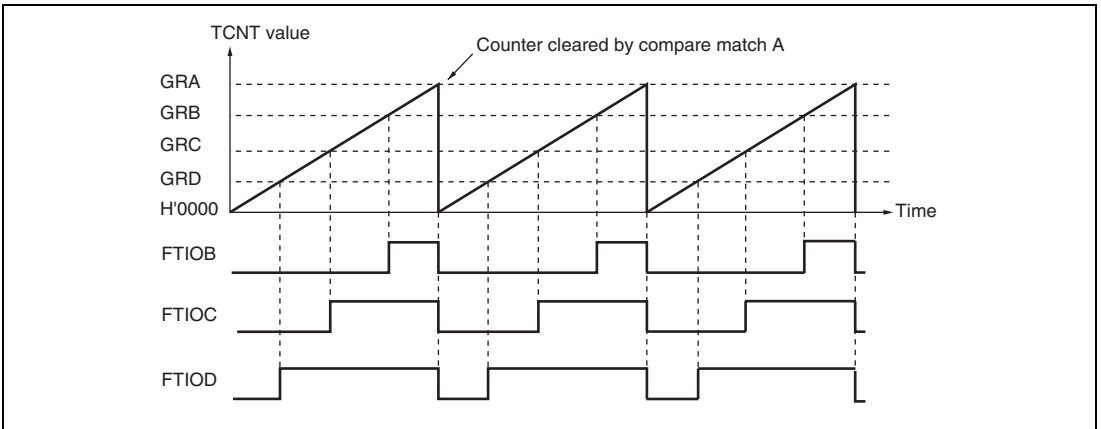 TCNT value
Counter cleared by compare match A
GRA
GRB
GRC
GRD
H'0000
Time
FTIOB
FTIOC
FTIOD